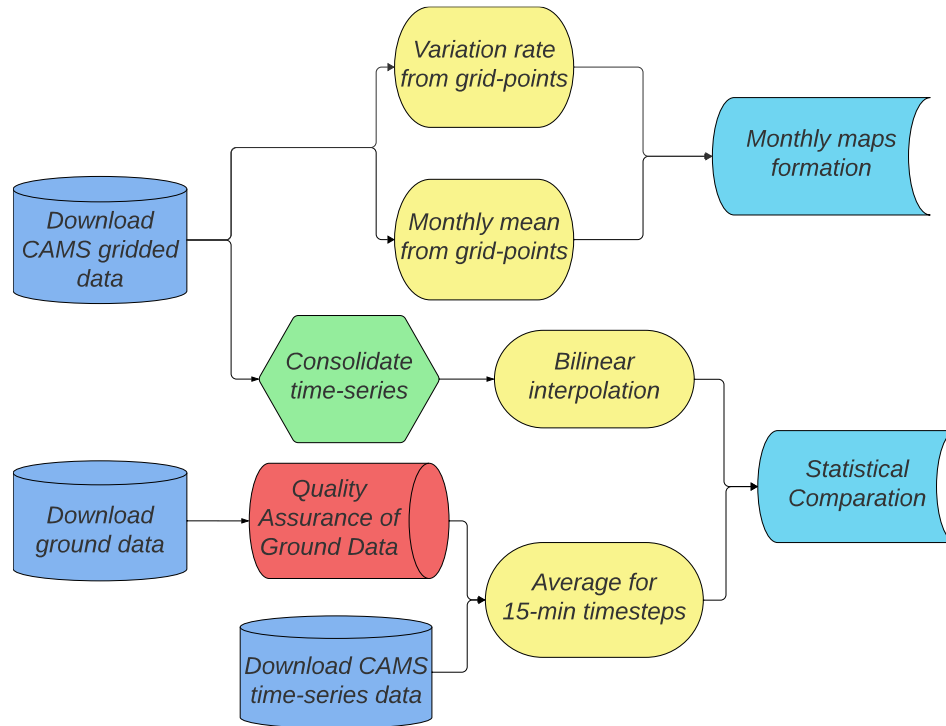 Variation rate
from grid-points
Monthly maps
formation
Download
CAMS gridded
data
Monthly mean
from grid-points
Consolidate
time-series
Bilinear
interpolation
Statistical
Comparation
Download
ground data
Quality
Assurance of
Ground Data
Average for
15-min timesteps
Download CAMS
time-series data